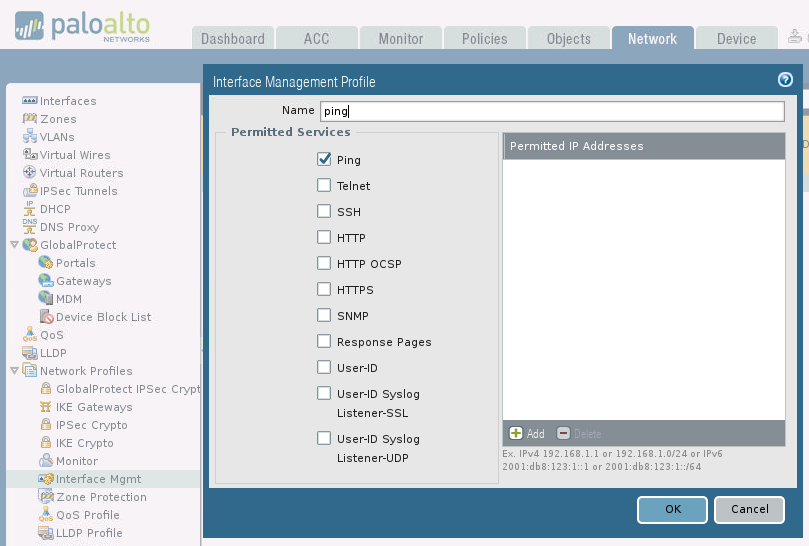 paloalto
NETWORKS
Dashboard ACC Monitor Policies Objects Network Device
Interface Management Profile
Interfaces
Zones
VLANs
Virtual Wires
Virtual Routers
IPSec Tunnels
DHCP
DNS Proxy
GlobalProtect
Portals
Gateways
MDM
Device Block List
QoS
LLDP
Network Profiles
GlobalProtect IPSec Crypt
IKE Gateways
IPSec Crypto
IKE Crypto
Monitor
Interface Mgmt
Zone Protection
QoS Profile
LLDP Profile
Name ping
Permitted Services
Ping
Telnet
SSH
HTTP
HTTP OCSP
HTTPS
SNMP
Response Pages
User-ID
User-ID Syslog
Listener-SSL
User-ID Syslog
Listener-UDP
Permitted IP Addresses
Add Delete
Ex. IPv4 192.168.1.1 or 192.168.1.0/24 or IPv6
2001:db8:123:1::1 or 2001:db8:123:1::/64
OK Cancel